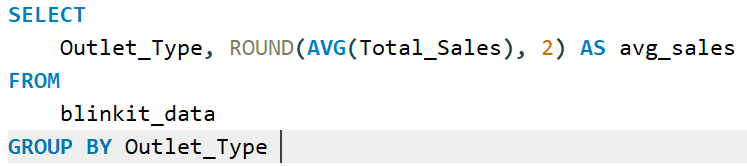 SELECT
    Outlet_Type, ROUND(AVG(Total_Sales), 2) AS avg_sales
FROM
    blinkit_data
GROUP BY Outlet_Type